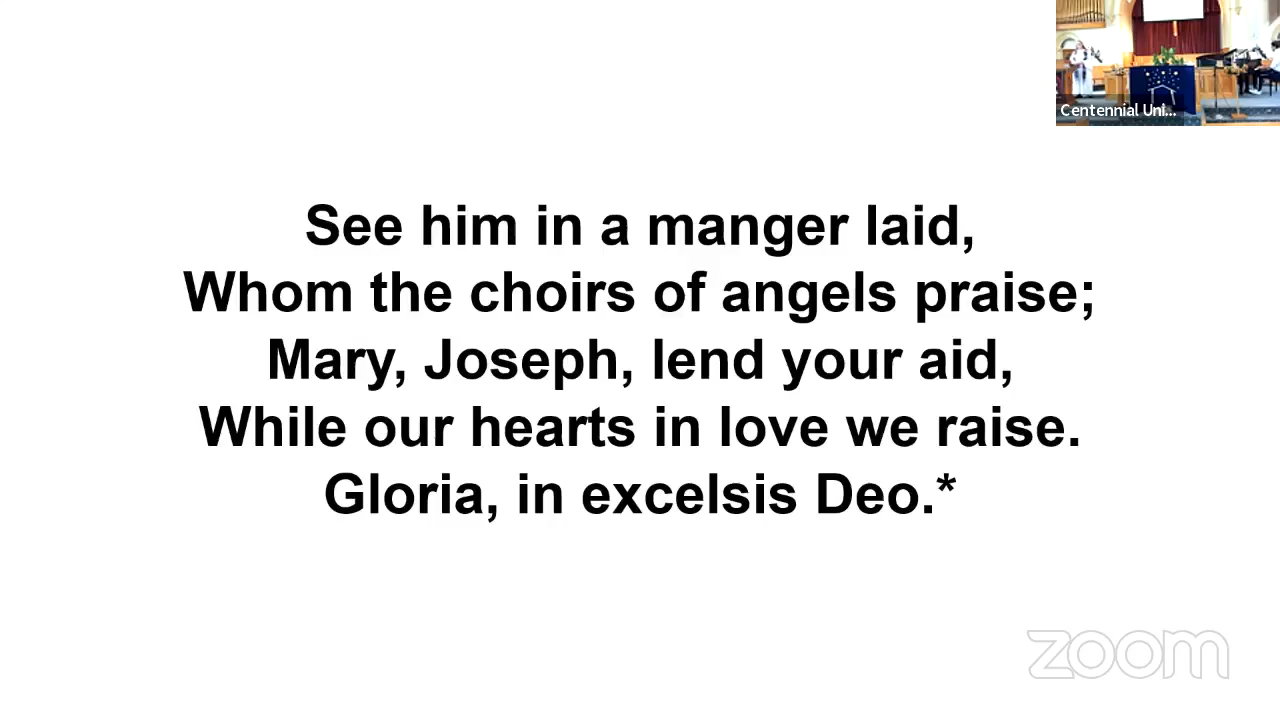 Centennial Uni...
See him in a manger laid,
Whom the choirs of angels praise;
Mary, Joseph, lend your aid,
While our hearts in love we raise.
Gloria, in excelsis Deo.*
zoom